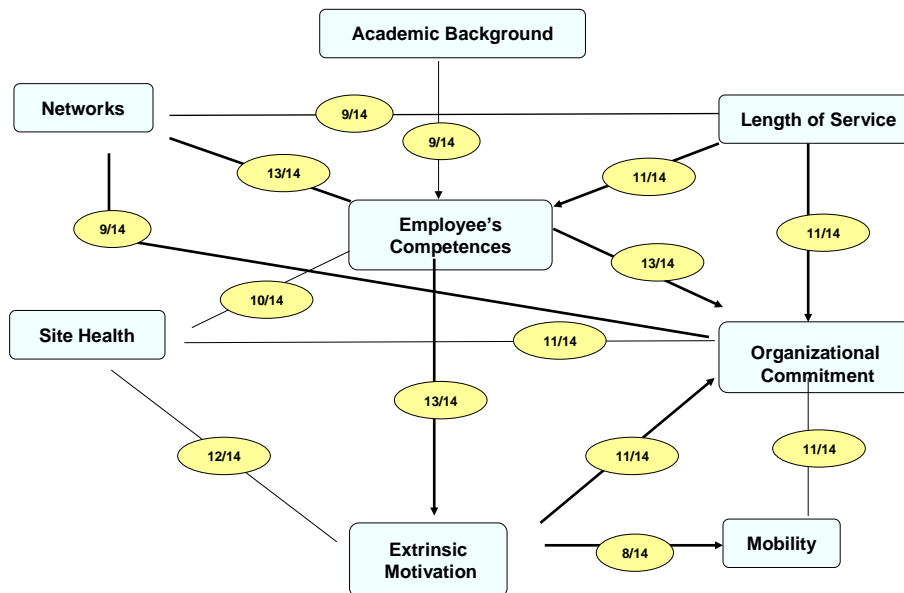 Academic Background
Networks
9/14
Length of Service
9/14
13/14
11/14
Employee’s
Competences
9/14
11/14
13/14
10/14
Site Health
11/14
Organizational
Commitment
13/14
12/14
11/14
11/14
Extrinsic
Motivation
8/14
Mobility